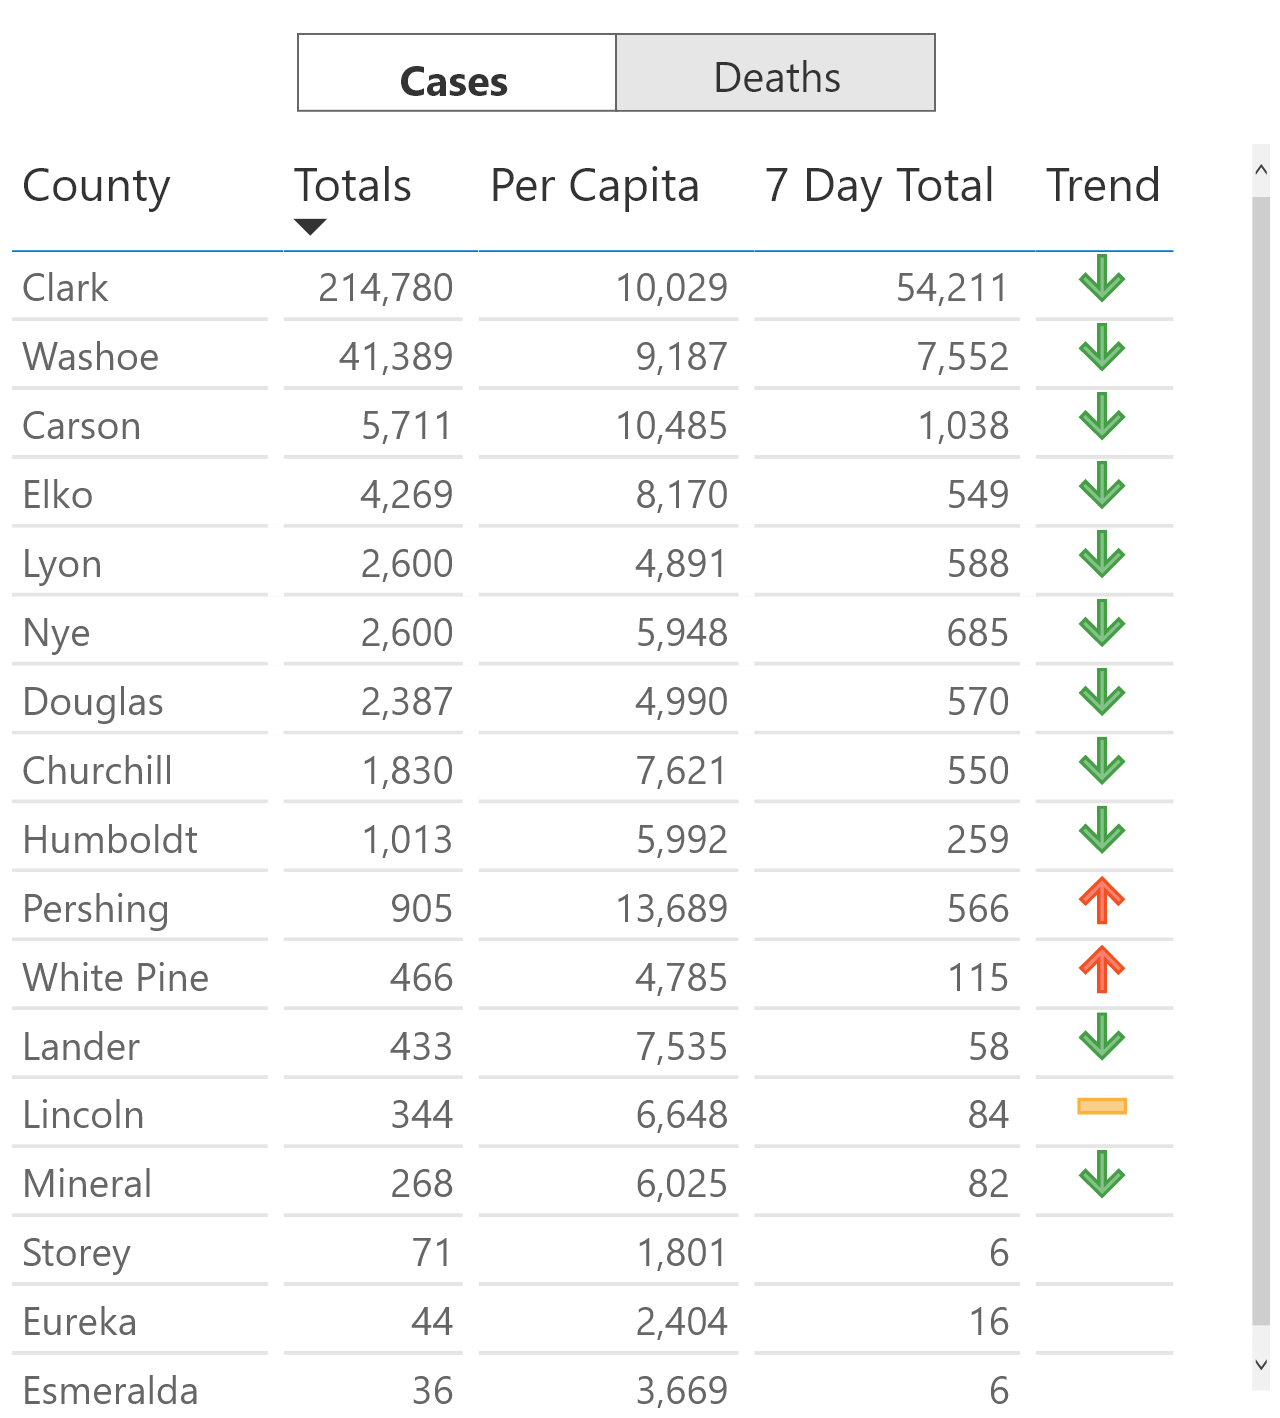 Cases Deaths
County Totals Per Capita 7 Day Total Trend
Clark 214,780 10,029 54,211
Washoe 41,389 9,187 7,552
Carson 5,711 10,485 1,038
Elko 4,269 8,170 549
Lyon 2,600 4,891 588
Nye 2,600 5,948 685
Douglas 2,387 4,990 570
Churchill 1,830 7,621 550
Humboldt 1,013 5,992 259
Pershing 905 13,689 566
White Pine 466 4,785 115
Lander 433 7,535 58
Lincoln 344 6,648 84
Mineral 268 6,025 82
Storey 71 1,801 6
Eureka 44 2,404 16
Esmeralda 36 3,669 6